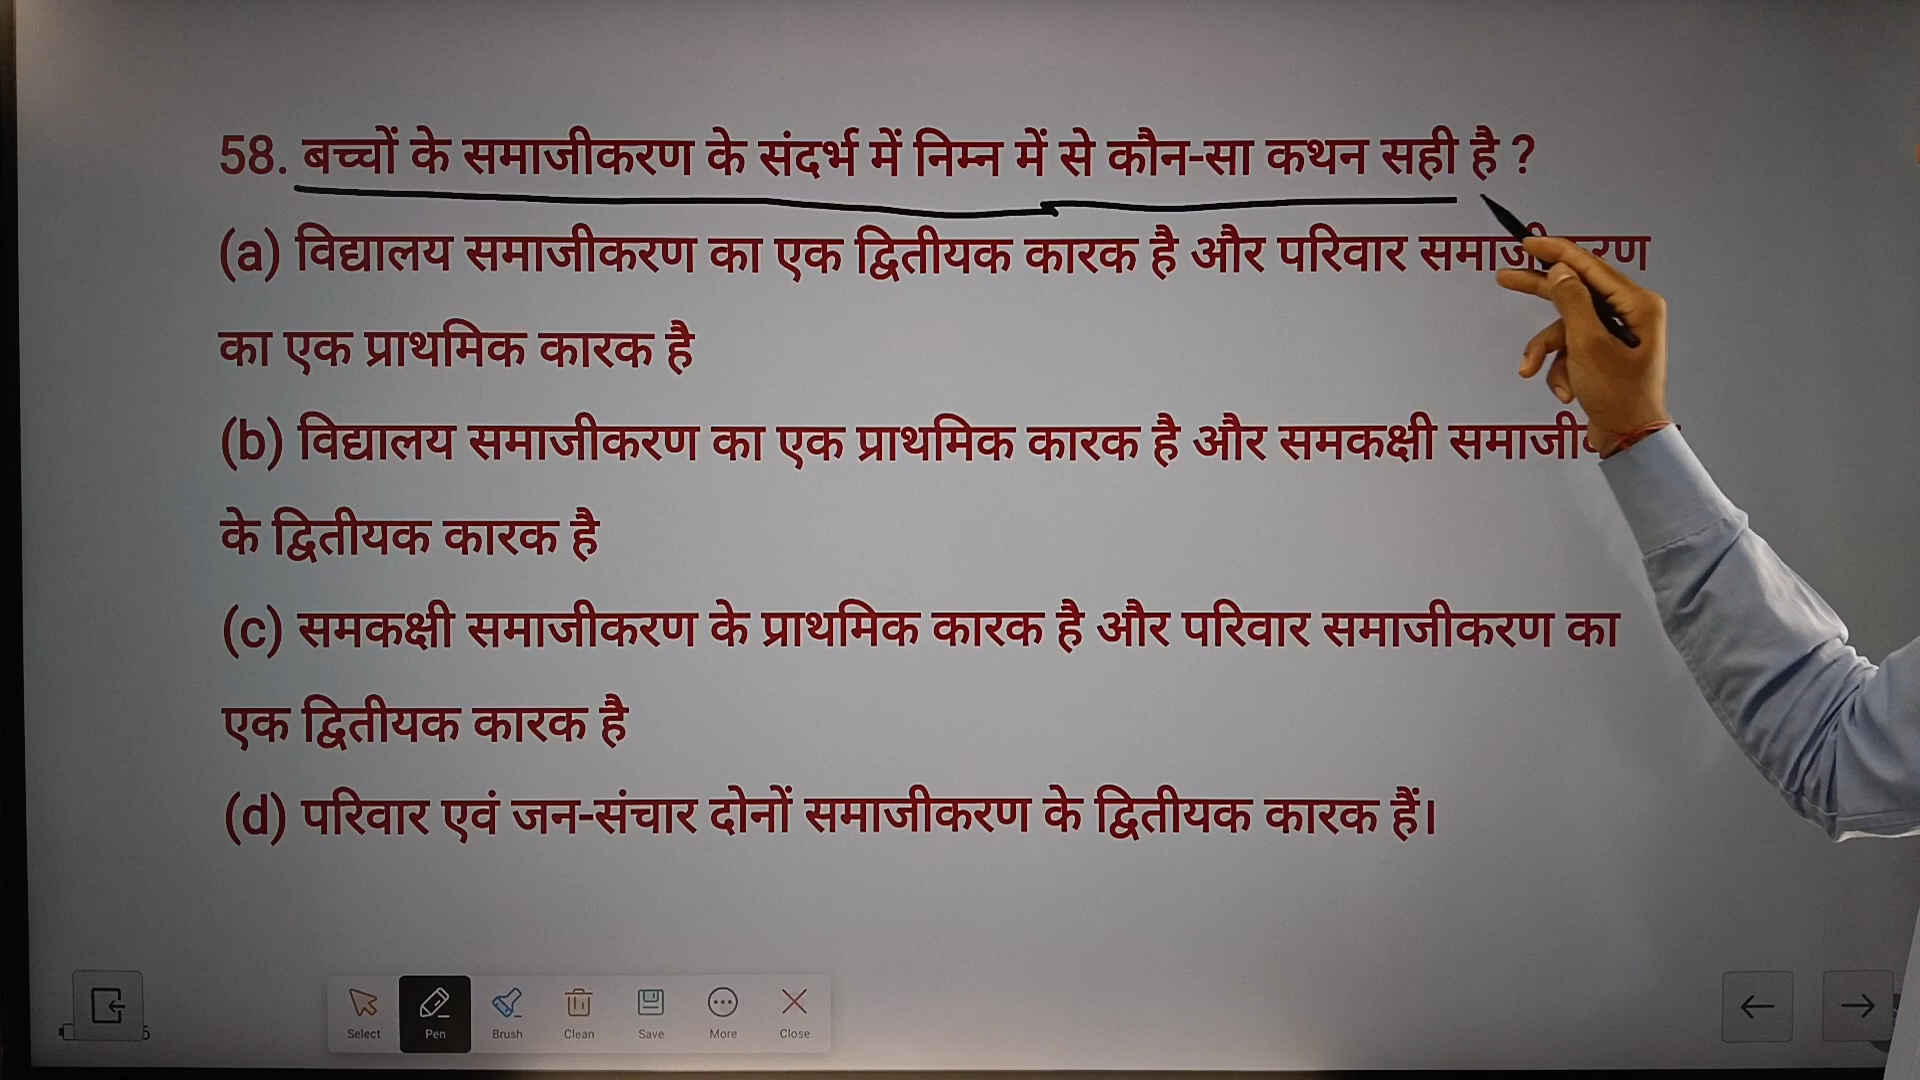 58. बच्चों के समाजीकरण के संदर्भ में निम्न में से कौन-सा कथन सही है ?
(a) विद्यालय समाजीकरण का एक द्वितीयक कारक है और परिवार
का एक प्राथमिक कारक है
(b) विद्यालय समाजीकरण का एक प्राथमिक कारक है और समकक्षी
के द्वितीयक कारक है
(c) समकक्षी समाजीकरण के प्राथमिक कारक है और परिवार समाजीकरण का
एक द्वितीयक कारक है
(d) परिवार एवं जन-संचार दोनों समाजीकरण के द्वितीयक कारक हैं।
Select Pen Brush Clean Save More Close